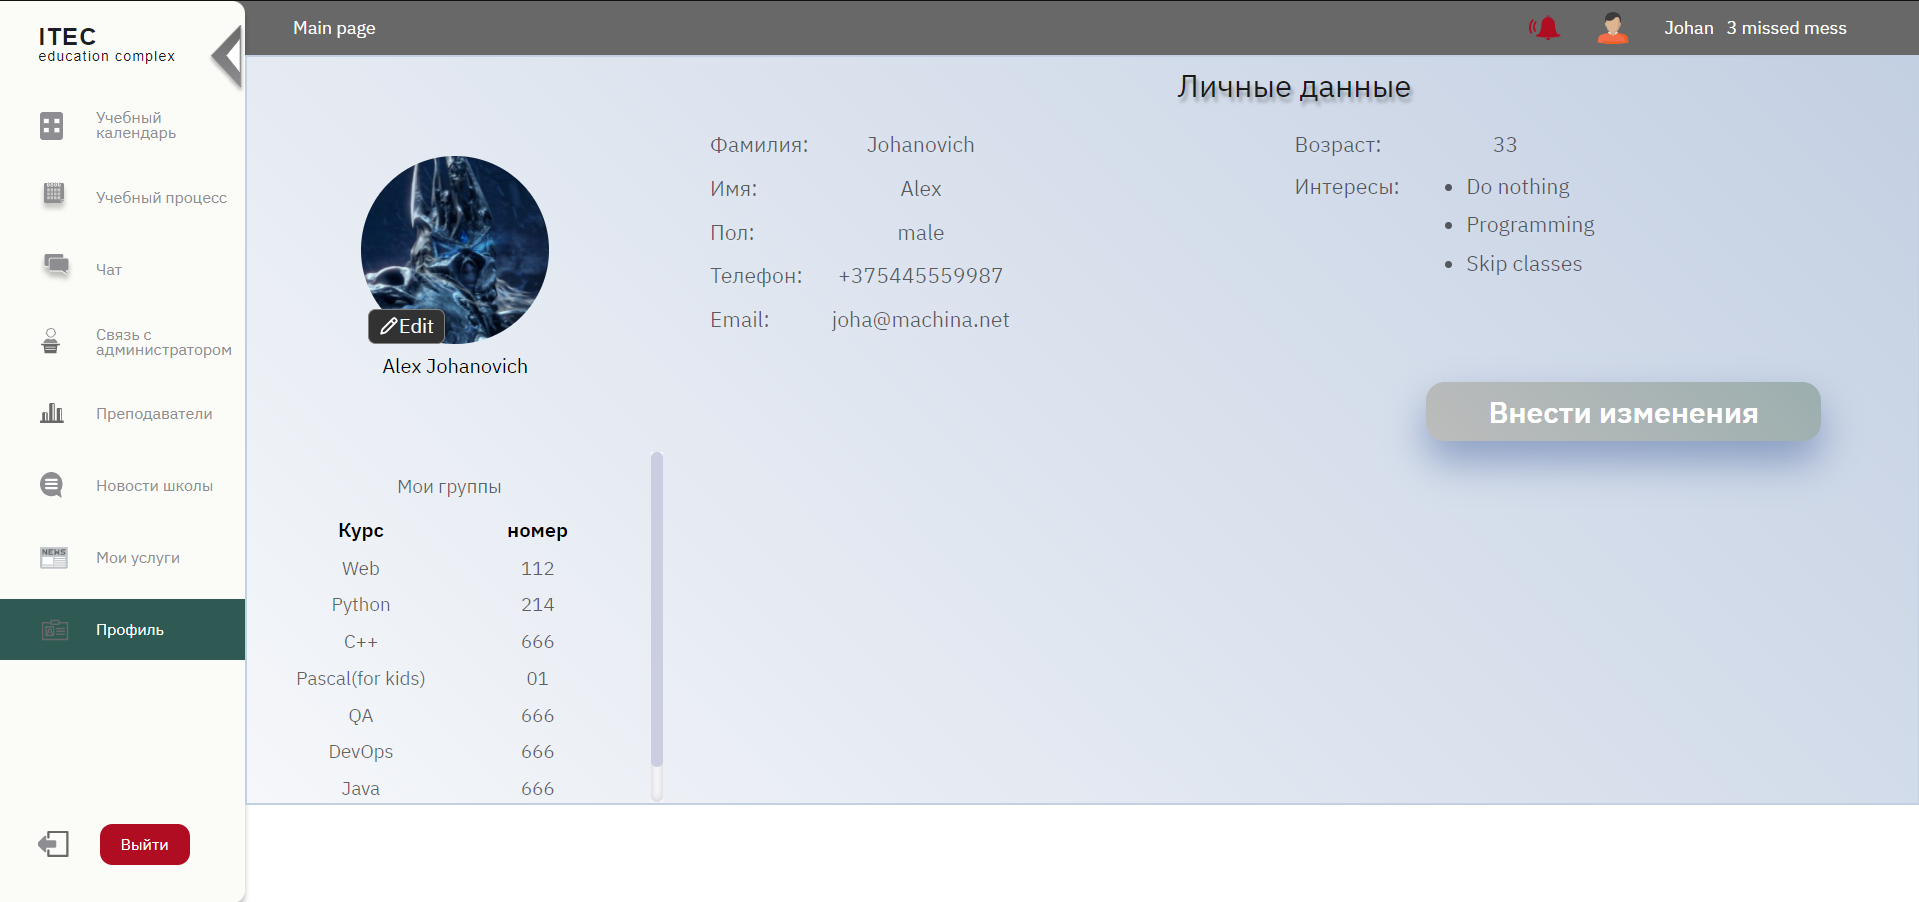 ITEC
education complex
Учебный
календарь
Учебный процесс
Чат
Связь с
администратором
Преподаватели
Новости школы
NEWS
Мои услуги
Профиль
Выйти
Main page
Johan 3 missed mess
Личные данные
Edit
Alex Johanovich
Фамилия: Johanovich
Имя: Alex
Пол: male
Телефон: +375445559987
Email: joha@machina.net
Возраст: 33
Интересы: • Do nothing
• Programming
• Skip classes
Внести изменения
Мои группы
Курс номер
Web 112
Python 214
C++ 666
Pascal(for kids) 01
QA 666
DevOps 666
Java 666